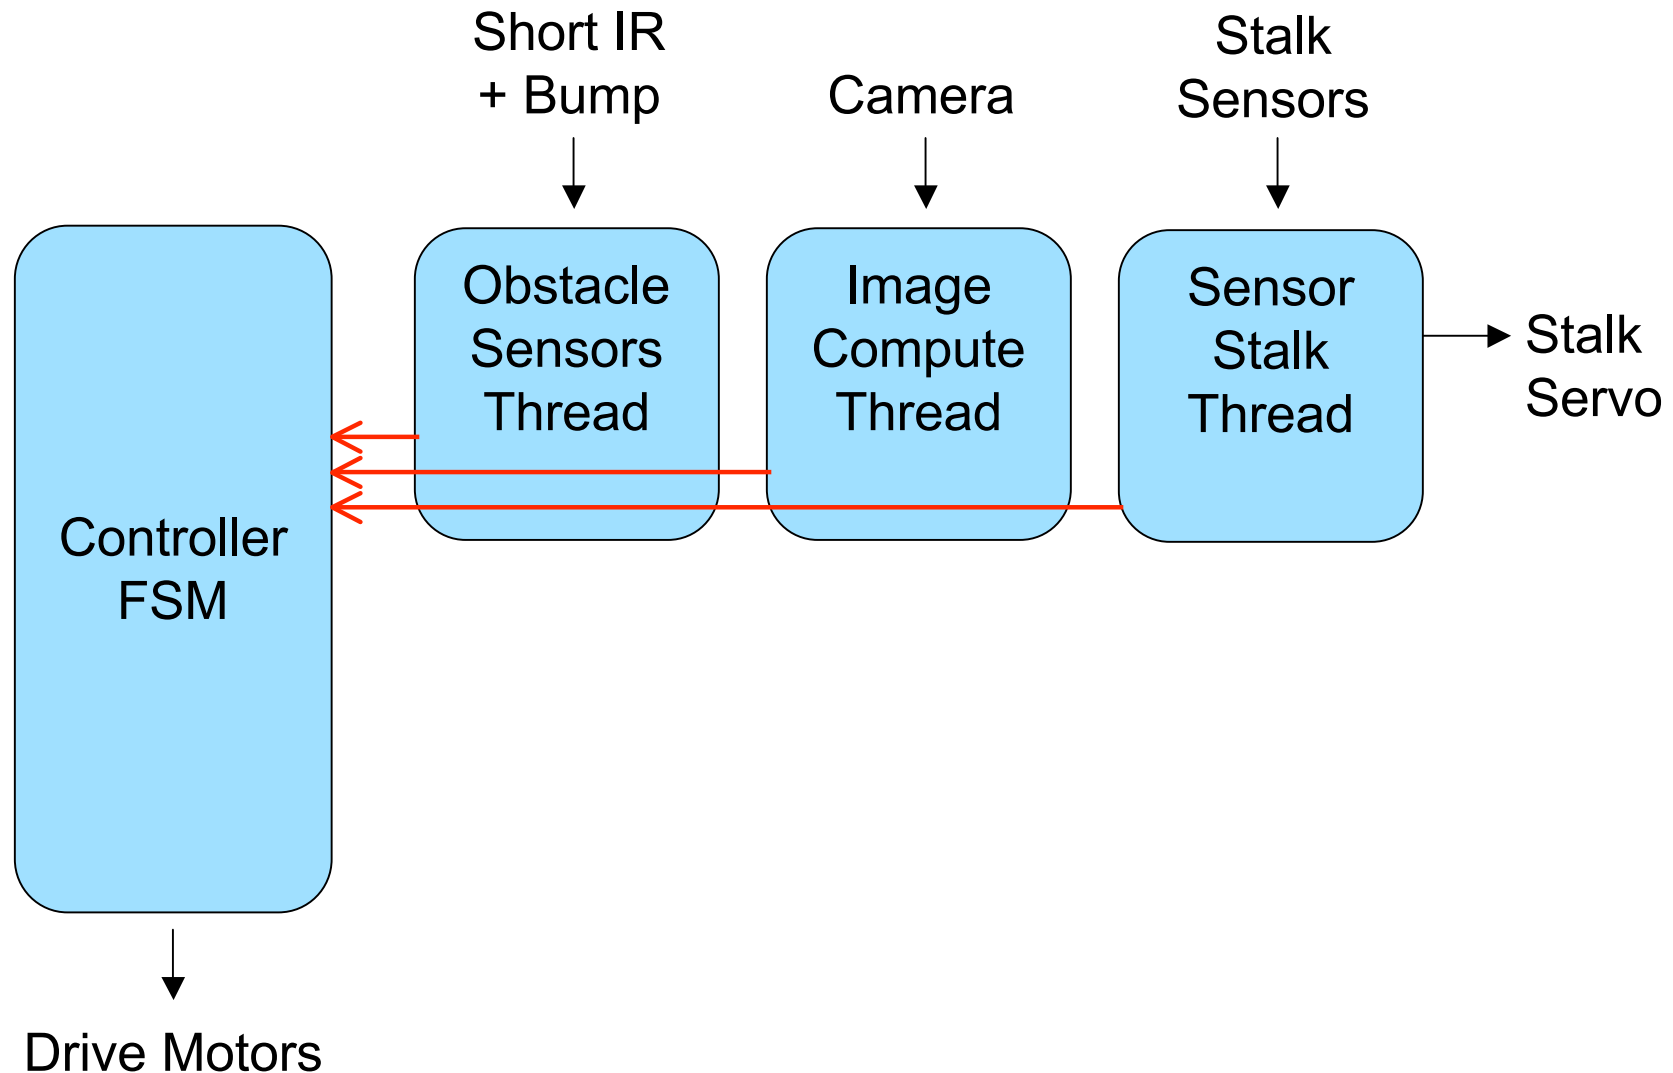 Short IR
+ Bump
Camera
Stalk
Sensors
Obstacle
Sensors
Thread
Image
Compute
Thread
Sensor
Stalk
Thread
Stalk
Servo
Controller
FSM
Drive Motors